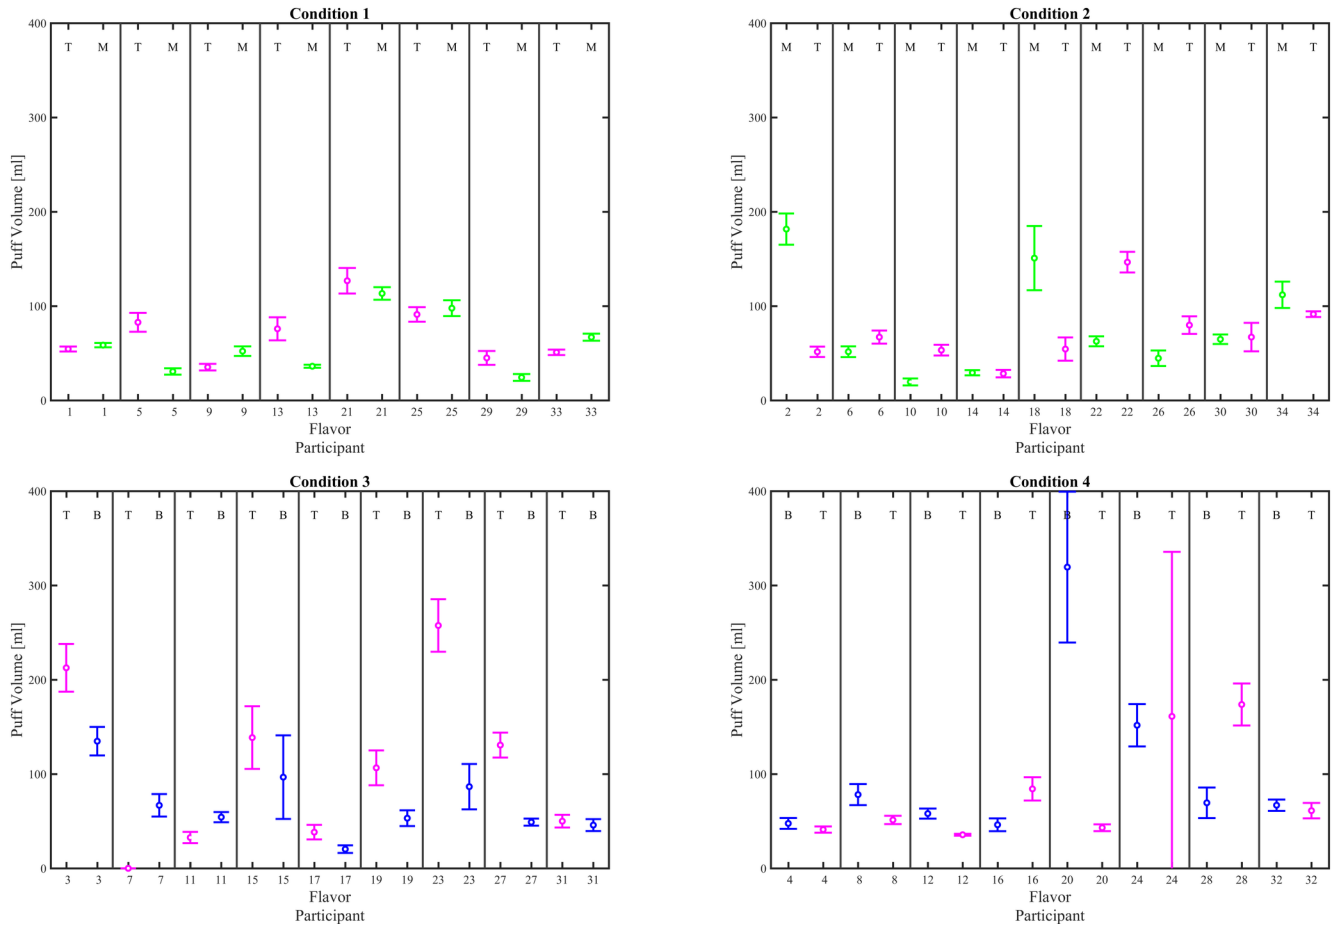 Condition 1
400
T M T M T M T M T M T M T M T M
300
Puff Volume [ml]
200
100
0
1 1 5 5 9 9 13 13 21 21 25 25 29 29 33 33
Flavor
Participant
Condition 2
400
M T M T M T M T M T M T M T M T M T
300
Puff Volume [ml]
200
100
0
2 2 6 6 10 10 14 14 18 18 22 22 26 26 30 30 34 34
Flavor
Participant
Condition 3
400
T B T B T B T B T B T B T B T B T B
300
Puff Volume [ml]
200
100
0
3 3 7 7 11 11 15 15 17 17 19 19 23 23 27 27 31 31
Flavor
Participant
Condition 4
400
B T B T B T B T B T B T B T B T
300
Puff Volume [ml]
200
100
0
4 4 8 8 12 12 16 16 20 20 24 24 28 28 32 32
Flavor
Participant